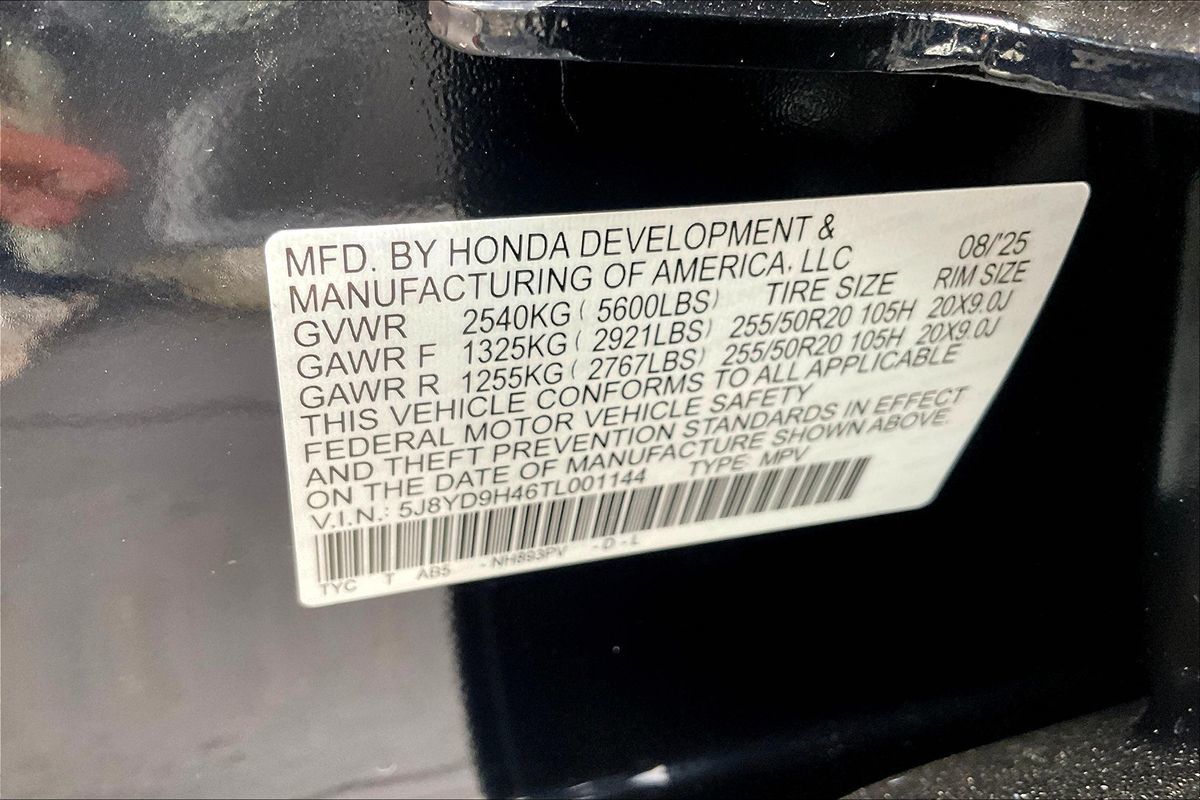 MFD. BY HONDA DEVELOPMENT &
MANUFACTURING OF AMERICA, LLC 08/'25
GVWR 2540KG ( 5600LBS) TIRE SIZE RIM SIZE
GAWR F 1325KG ( 2921LBS) 255/50R20 105H 20X9.0J
GAWR R 1255KG ( 2767LBS) 255/50R20 105H 20X9.0J
THIS VEHICLE CONFORMS TO ALL APPLICABLE
FEDERAL MOTOR VEHICLE SAFETY
AND THEFT PREVENTION STANDARDS IN EFFECT
ON THE DATE OF MANUFACTURE SHOWN ABOVE.
V.I.N.: 5J8YD9H46TL001144 TYPE: MPV
TYC T ABS -NH893PV -D-L